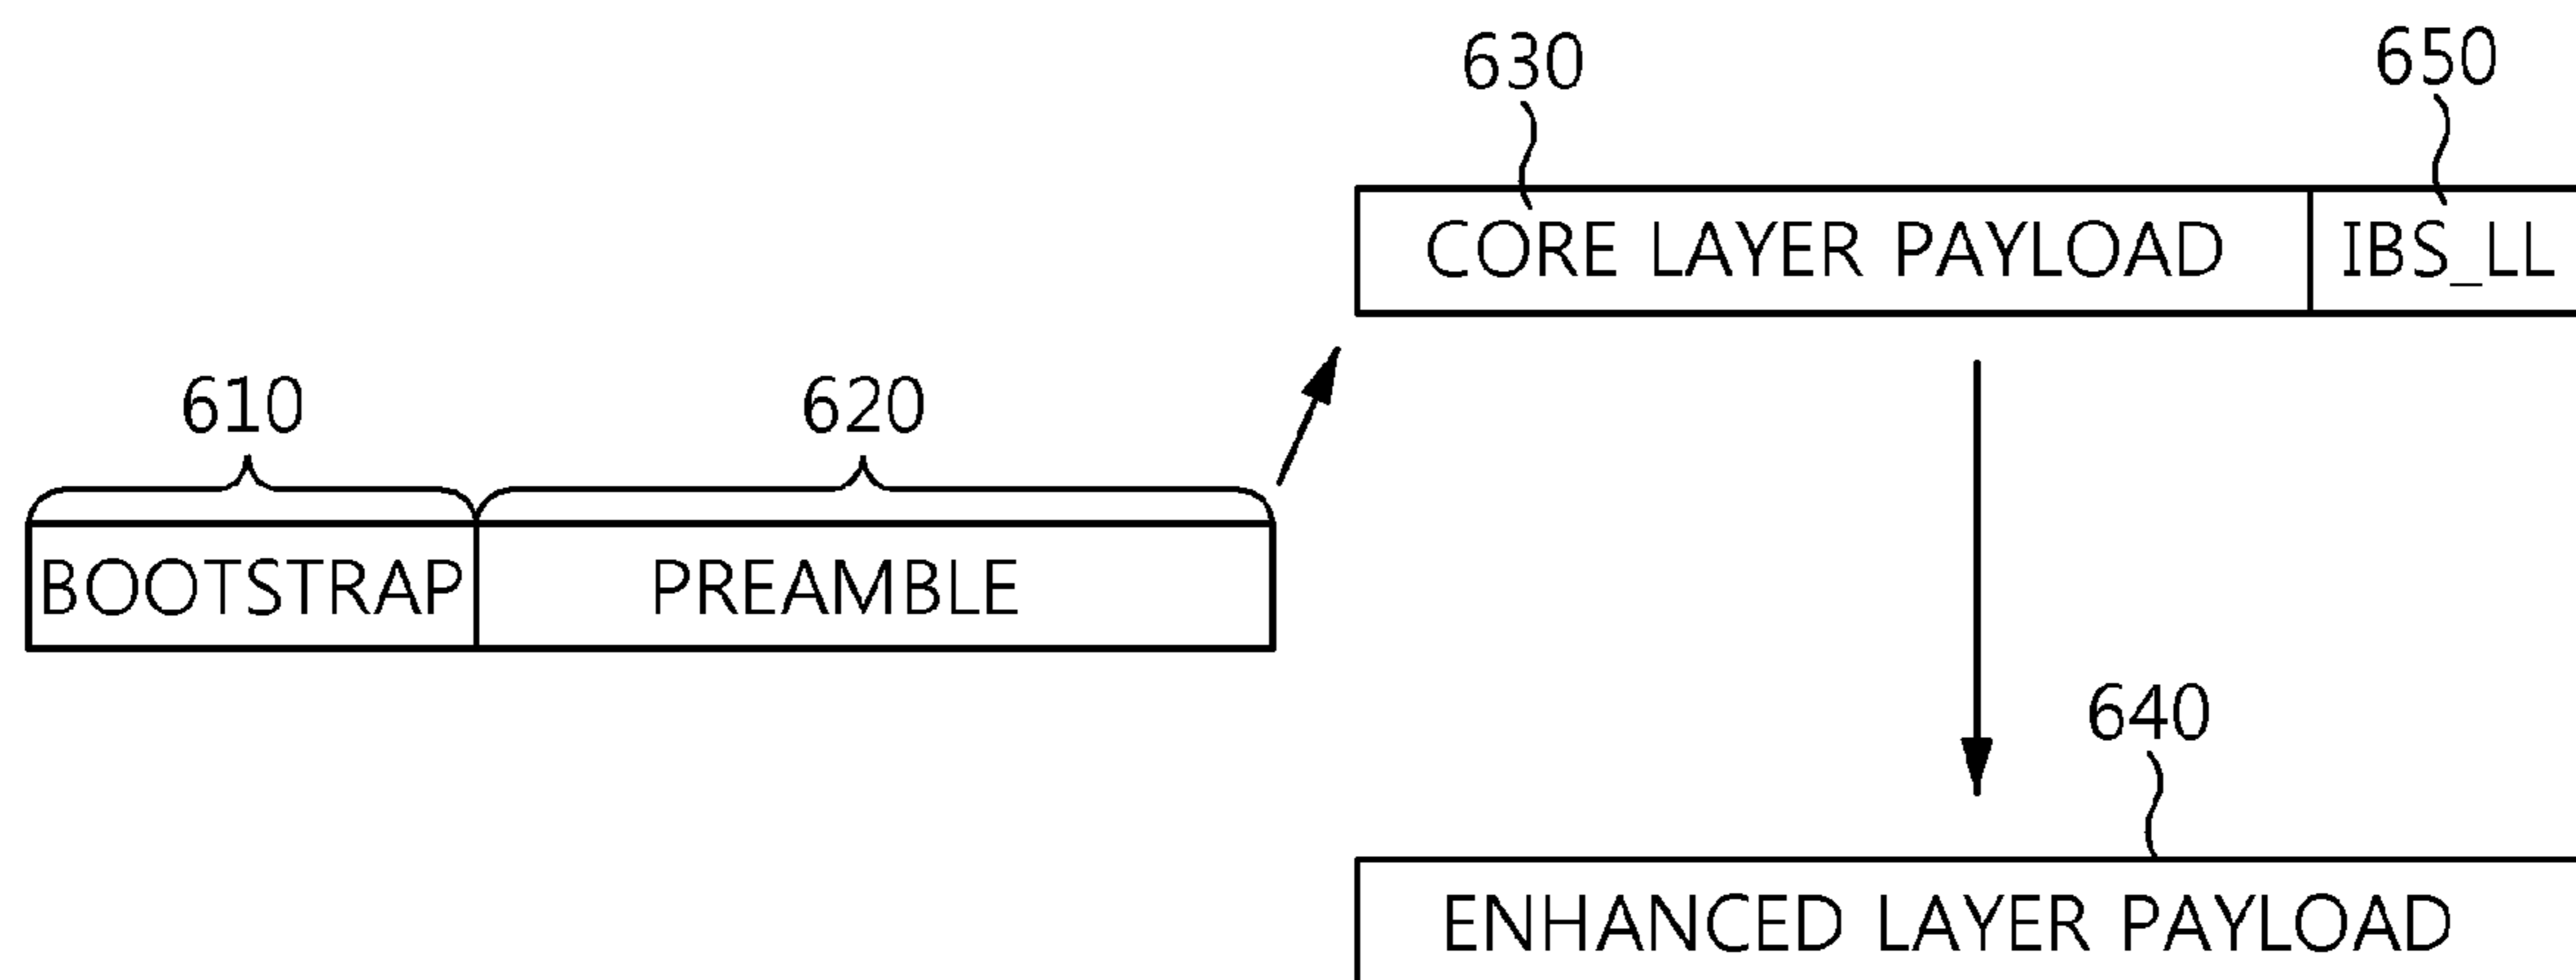 630
650
CORE LAYER PAYLOAD
IBS_LL
610
620
BOOTSTRAP
PREAMBLE
640
ENHANCED LAYER PAYLOAD